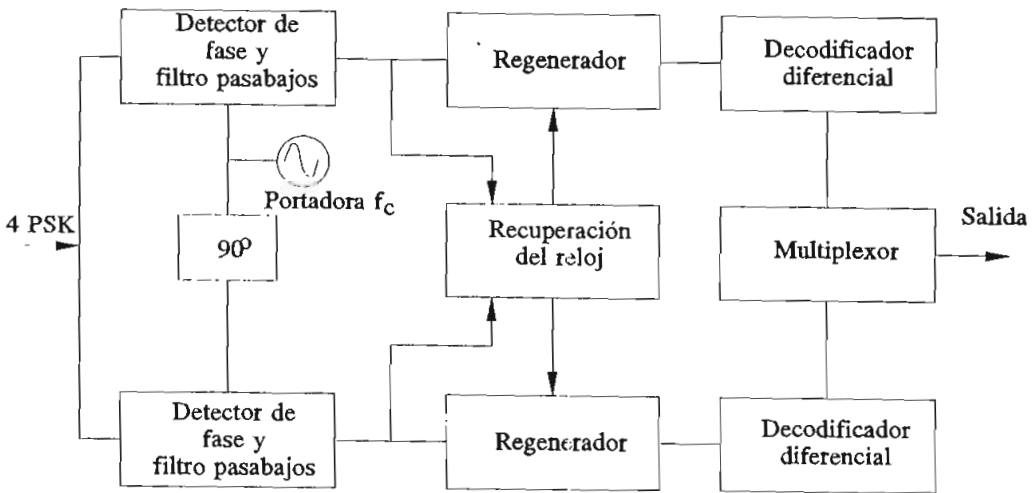 Detector de
fase y
filtro pasabajos
Regenerador
Decodificador
diferencial
Portadora fC
4 PSK
90º
Recuperación
del reloj
Multiplexor
Salida
Detector de
fase y
filtro pasabajos
Regenerador
Decodificador
diferencial